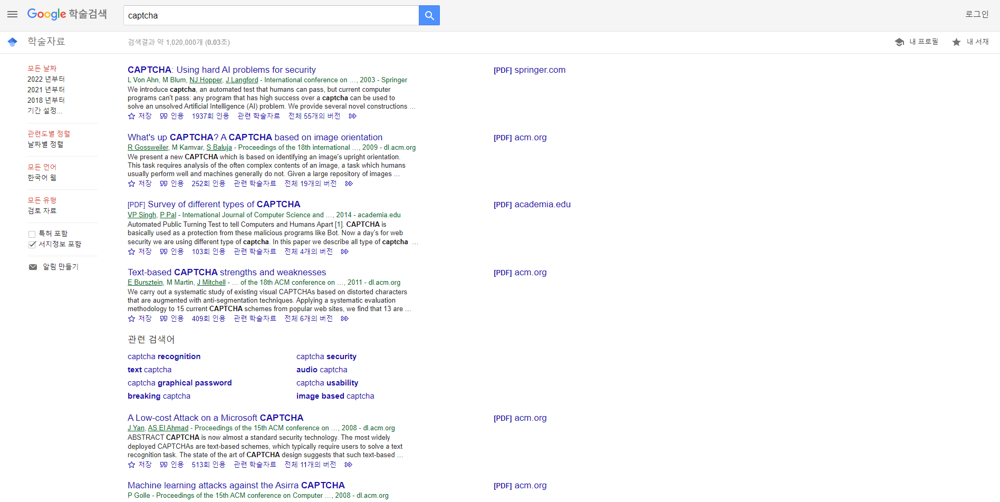 Google 학술검색
captcha
로그인
학술자료
검색결과 약 1,020,000개 (0.03초)
내 프로필
내 서재
모든 날짜
2022 년부터
2021 년부터
2018 년부터
기간 설정...
관련도별 정렬
날짜별 정렬
모든 언어
한국어 웹
모든 유형
검토 자료
특허 포함
서지정보 포함
알림 만들기
CAPTCHA: Using hard AI problems for security
[PDF] springer.com
L Von Ahn, M Blum, NJ Hopper, J Langford - International conference on …, 2003 - Springer
We introduce captcha, an automated test that humans can pass, but current computer
programs can't pass: any program that has high success over a captcha can be used to
solve an unsolved Artificial Intelligence (AI) problem. We provide several novel constructions …
저장 인용 1937회 인용 관련 학술자료 전체 55개의 버전
What's up CAPTCHA? A CAPTCHA based on image orientation
[PDF] acm.org
R Gossweiler, M Kamvar, S Baluja - Proceedings of the 18th international …, 2009 - dl.acm.org
We present a new CAPTCHA which is based on identifying an image's upright orientation.
This task requires analysis of the often complex contents of an image, a task which humans
usually perform well and machines generally do not. Given a large repository of images …
저장 인용 252회 인용 관련 학술자료 전체 19개의 버전
[PDF] Survey of different types of CAPTCHA
[PDF] academia.edu
VP Singh, P Pal - International Journal of Computer Science and …, 2014 - academia.edu
Automated Public Turning Test to tell Computers and Humans Apart [1]. CAPTCHA is
basically used as a protection from these malicious programs like Bot. Now a day's for web
security we are using different type of captcha. In this paper we describe all type of captcha …
저장 인용 103회 인용 관련 학술자료 전체 4개의 버전
Text-based CAPTCHA strengths and weaknesses
[PDF] acm.org
E Bursztein, M Martin, J Mitchell - … of the 18th ACM conference on …, 2011 - dl.acm.org
We carry out a systematic study of existing visual CAPTCHAs based on distorted characters
that are augmented with anti-segmentation techniques. Applying a systematic evaluation
methodology to 15 current CAPTCHA schemes from popular web sites, we find that 13 are …
저장 인용 409회 인용 관련 학술자료 전체 6개의 버전
관련 검색어
captcha recognition
captcha security
text captcha
audio captcha
captcha graphical password
captcha usability
breaking captcha
image based captcha
A Low-cost Attack on a Microsoft CAPTCHA
[PDF] acm.org
J Yan, AS El Ahmad - Proceedings of the 15th ACM conference on …, 2008 - dl.acm.org
ABSTRACT CAPTCHA is now almost a standard security technology. The most widely
deployed CAPTCHAs are text-based schemes, which typically require users to solve a text
recognition task. The state of the art of CAPTCHA design suggests that such text-based …
저장 인용 513회 인용 관련 학술자료 전체 11개의 버전
Machine learning attacks against the Asirra CAPTCHA
[PDF] acm.org
P Golle - Proceedings of the 15th ACM conference on Computer …, 2008 - dl.acm.org